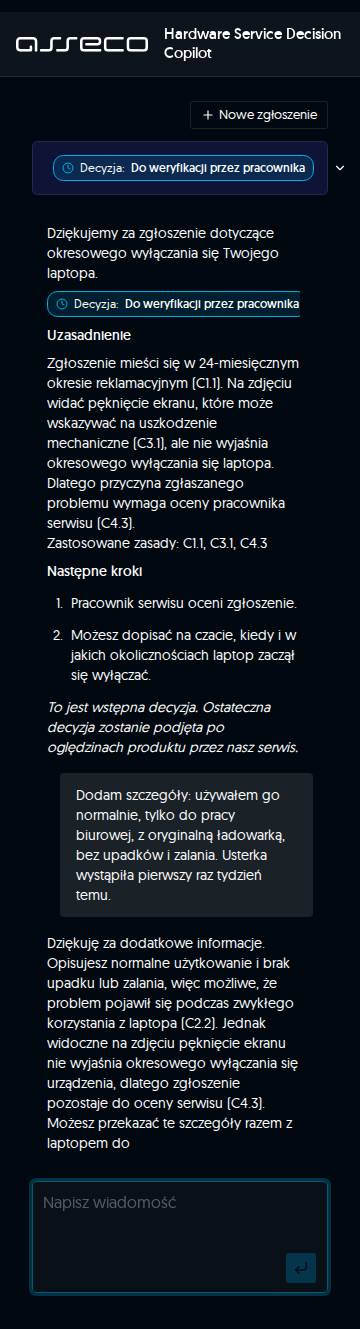 asseco
Hardware Service Decision
Copilot
+ Nowe zgłoszenie
Decyzja: Do weryfikacji przez pracownika
Dziękujemy za zgłoszenie dotyczące
okresowego wyłączania się Twojego
laptopa.
Decyzja: Do weryfikacji przez pracownika
Uzasadnienie
Zgłoszenie mieści się w 24-miesięcznym
okresie reklamacyjnym (C1.1). Na zdjęciu
widać pęknięcie ekranu, które może
wskazywać na uszkodzenie
mechaniczne (C3.1), ale nie wyjaśnia
okresowego wyłączania się laptopa.
Dlatego przyczyna zgłaszanego
problemu wymaga oceny pracownika
serwisu (C4.3).
Zastosowane zasady: C1.1, C3.1, C4.3
Następne kroki
1. Pracownik serwisu oceni zgłoszenie.
2. Możesz dopisać na czacie, kiedy i w
jakich okolicznościach laptop zaczął
się wyłączać.
To jest wstępna decyzja. Ostateczna
decyzja zostanie podjęta po
oględzinach produktu przez nasz serwis.
Dodam szczegóły: używałem go
normalnie, tylko do pracy
biurowej, z oryginalną ładowarką,
bez upadków i zalania. Usterka
wystąpiła pierwszy raz tydzień
temu.
Dziękuję za dodatkowe informacje.
Opisujesz normalne użytkowanie i brak
upadku lub zalania, więc możliwe, że
problem pojawił się podczas zwykłego
korzystania z laptopa (C2.2). Jednak
widoczne na zdjęciu pęknięcie ekranu
nie wyjaśnia okresowego wyłączania się
urządzenia, dlatego zgłoszenie
pozostaje do oceny serwisu (C4.3).
Możesz przekazać te szczegóły razem z
laptopem do
Napisz wiadomość